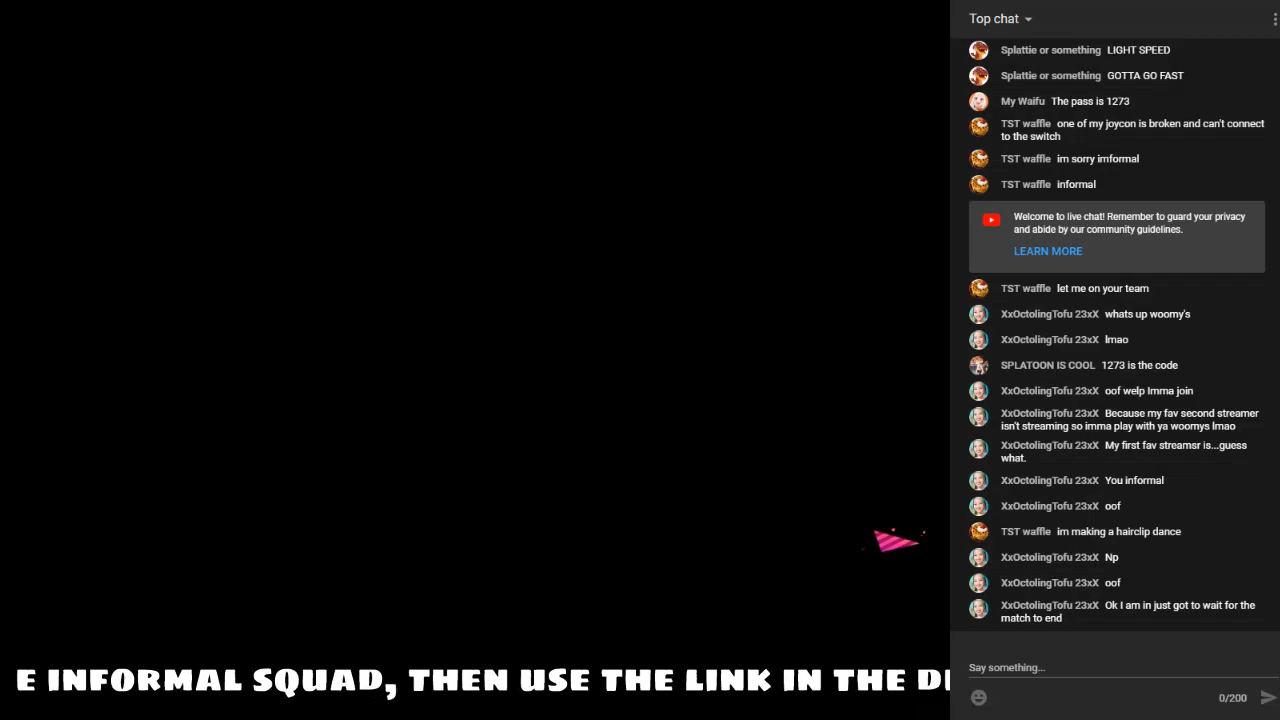 Top chat
Splattie or something LIGHT SPEED
Splattie or something GOTTA GO FAST
My Waifu The pass is 1273
TST waffle one of my joycon is broken and can't connect
to the switch
TST waffle im sorry imformal
TST waffle informal
Welcome to live chat! Remember to guard your privacy
and abide by our community guidelines.
LEARN MORE
TST waffle let me on your team
XxOctolingTofu 23xX whats up woomy's
XxOctolingTofu 23xX lmao
SPLATOON IS COOL 1273 is the code
XxOctolingTofu 23xX oof welp Imma join
XxOctolingTofu 23xX Because my fav second streamer
isn't streaming so imma play with ya woomys lmao
XxOctolingTofu 23xX My first fav streamsr is...guess
what.
XxOctolingTofu 23xX You informal
XxOctolingTofu 23xX oof
TST waffle im making a hairclip dance
XxOctolingTofu 23xX Np
XxOctolingTofu 23xX oof
XxOctolingTofu 23xX Ok I am in just got to wait for the
match to end
Say something...
0/200
E INFORMAL SQUAD, THEN USE THE LINK IN THE